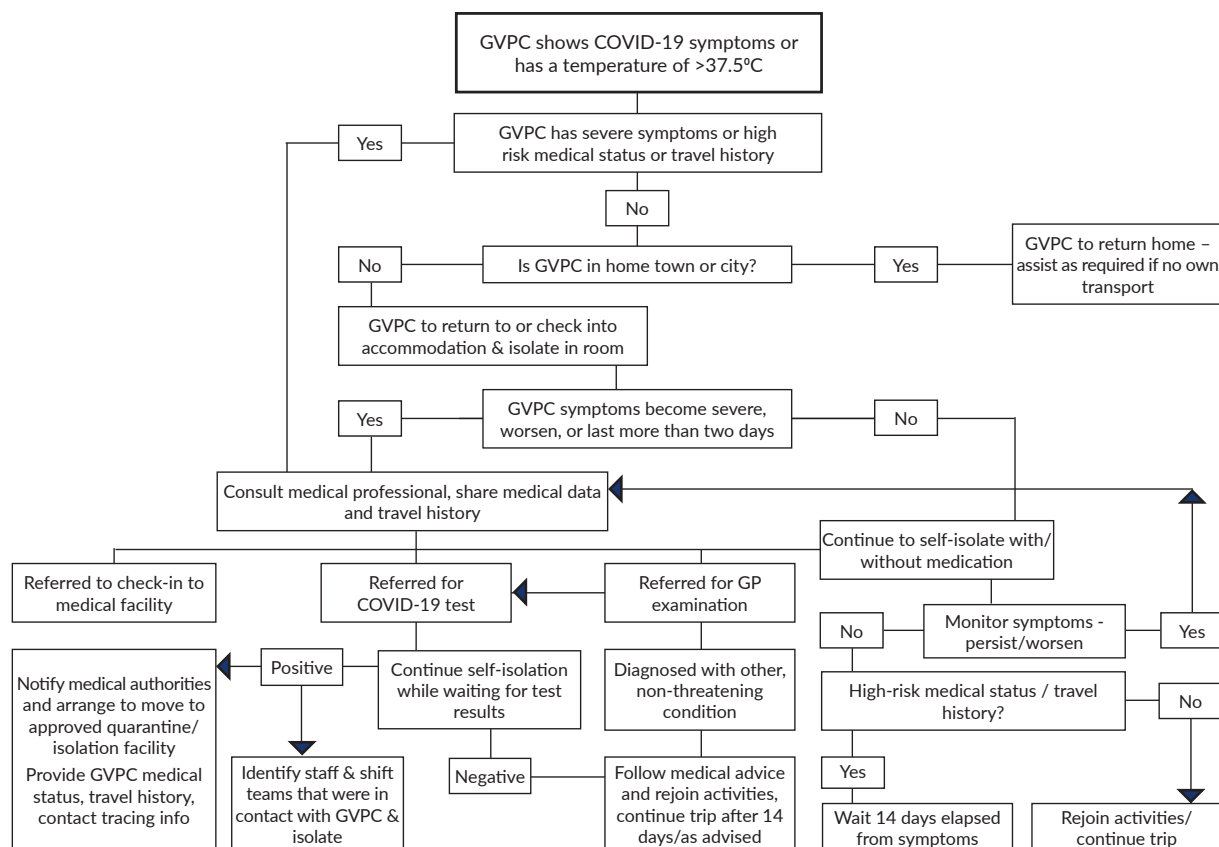 GVPC shows COVID-19 symptoms or
has a temperature of >37.5ºC
Yes
GVPC has severe symptoms or high
risk medical status or travel history
No
No
Is GVPC in home town or city?
Yes
GVPC to return home –
assist as required if no own
transport
GVPC to return to or check into
accommodation & isolate in room
Yes
GVPC symptoms become severe,
worsen, or last more than two days
No
Consult medical professional, share medical data
and travel history
Continue to self-isolate with/
without medication
Referred to check-in to
medical facility
Referred for
COVID-19 test
Referred for GP
examination
No
Monitor symptoms -
persist/worsen
Yes
Notify medical authorities
and arrange to move to
approved quarantine/
isolation facility
Provide GVPC medical
status, travel history,
contact tracing info
Positive
Continue self-isolation
while waiting for test
results
Diagnosed with other,
non-threatening
condition
High-risk medical status / travel
history?
No
Identify staff & shift
teams that were in
contact with GVPC &
isolate
Negative
Follow medical advice
and rejoin activities,
continue trip after 14
days/as advised
Yes
Wait 14 days elapsed
from symptoms
Rejoin activities/
continue trip